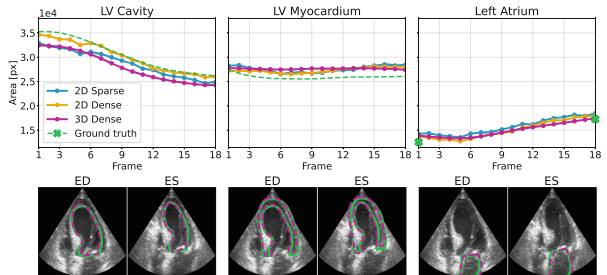 LV Cavity
LV Myocardium
Left Atrium
1e4
3.5
3.0
2.5
2.0
1.5
Area [px]
2D Sparse
2D Dense
3D Dense
Ground truth
1 3 6 9 12 15 18
1 3 6 9 12 15 18
1 3 6 9 12 15 18
Frame
Frame
Frame
ED ES ED ES ED ES